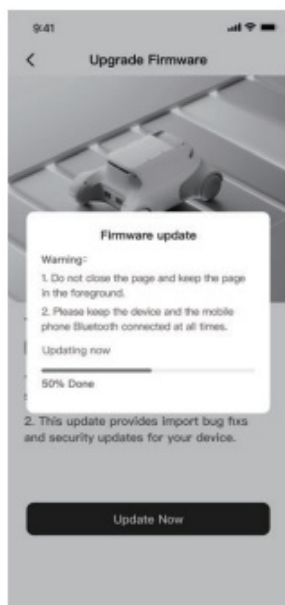 9:41
Upgrade Firmware
Firmware update
Warning:
1. Do not close the page and keep the page
in the foreground.
2. Please keep the device and the mobile
phone Bluetooth connected at all times.
Updating now
50% Done
2. This update provides import bug fixs
and security updates for your device.
Update Now